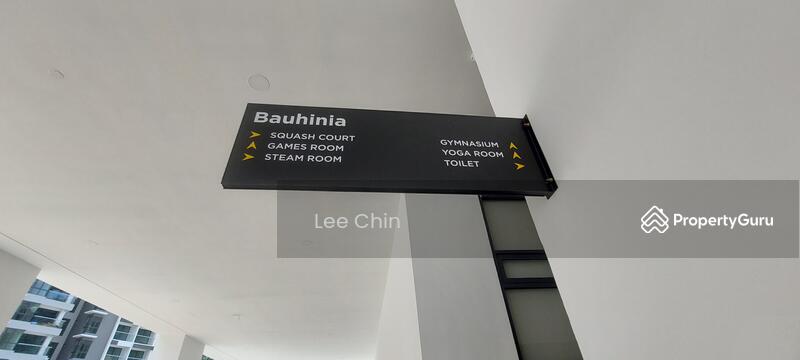 Bauhinia
SQUASH COURT
GAMES ROOM
STEAM ROOM
GYMNASIUM
YOGA ROOM
TOILET
Lee Chin
PropertyGuru